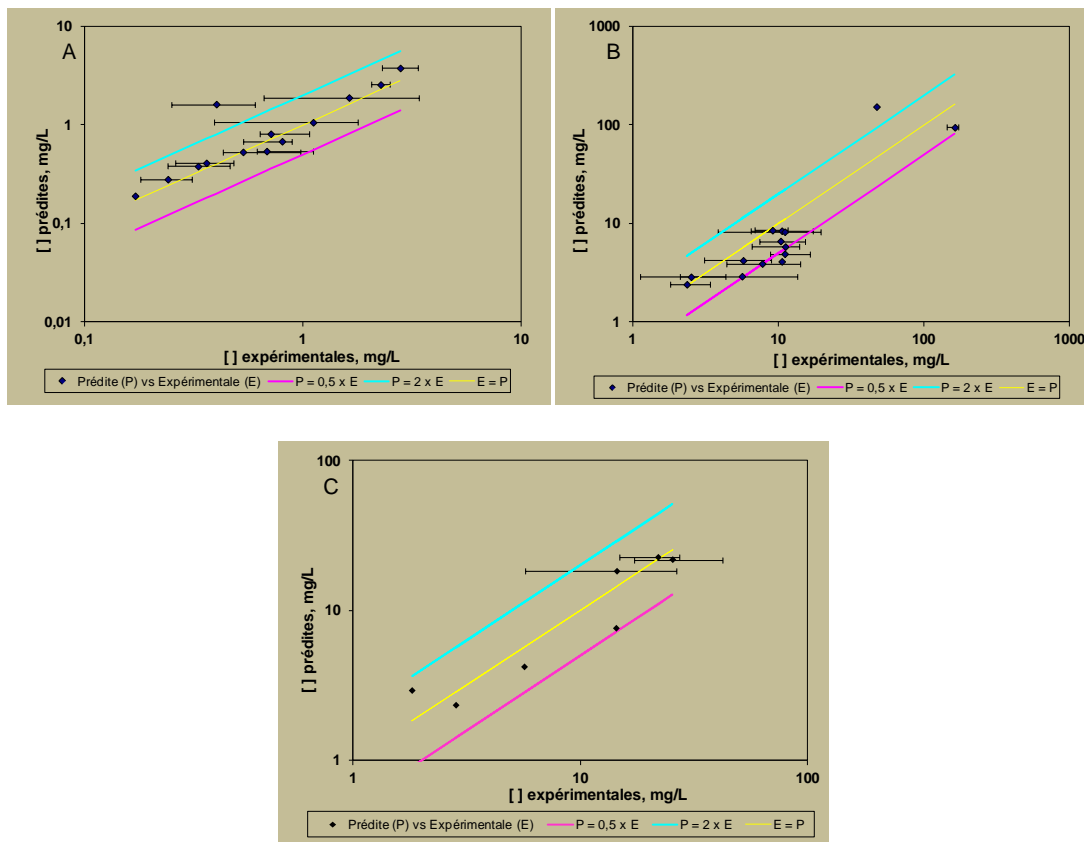 10
A
1
0,1
0,01
0,1
1
10
[ ] prédites, mg/L
[ ] expérimentales, mg/L
Prédite (P) vs Expérimentale (E) P = 0,5 x E P = 2 x E E = P
1000
B
100
10
1
1
10
100
1000
[ ] prédites, mg/L
[ ] expérimentales, mg/L
Prédite (P) vs Expérimentale (E) P = 0,5 x E P = 2 x E E = P
100
C
10
1
1
10
100
[ ] prédites, mg/L
[ ] expérimentales, mg/L
Prédite (P) vs Expérimentale (E) P = 0,5 x E P = 2 x E E = P